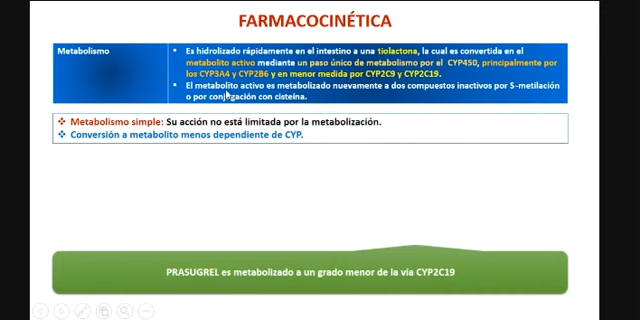 FARMACOCINÉTICA
Metabolismo
▪ Es hidrolizado rápidamente en el intestino a una tiolactona, la cual es convertida en el
metabolito activo mediante un paso único de metabolismo por el CYP450, principalmente por
los CYP3A4 y CYP2B6 y en menor medida por CYP2C9 y CYP2C19.
▪ El metabolito activo es metabolizado nuevamente a dos compuestos inactivos por S-metilación
o por conjugación con cisteína.
❖ Metabolismo simple: Su acción no está limitada por la metabolización.
❖ Conversión a metabolito menos dependiente de CYP.
PRASUGREL es metabolizado a un grado menor de la vía CYP2C19